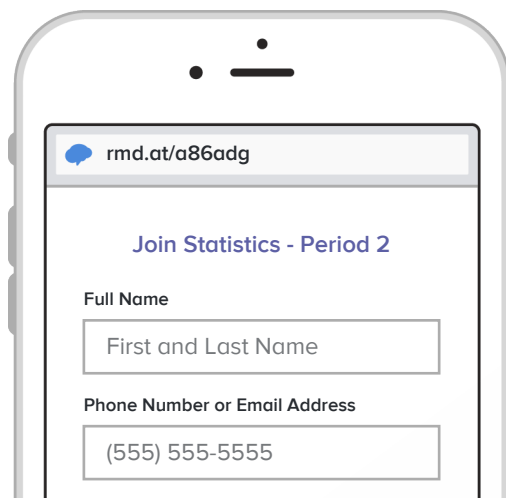 rmd.at/a86adg
Join Statistics - Period 2
Full Name
First and Last Name
Phone Number or Email Address
(555) 555-5555